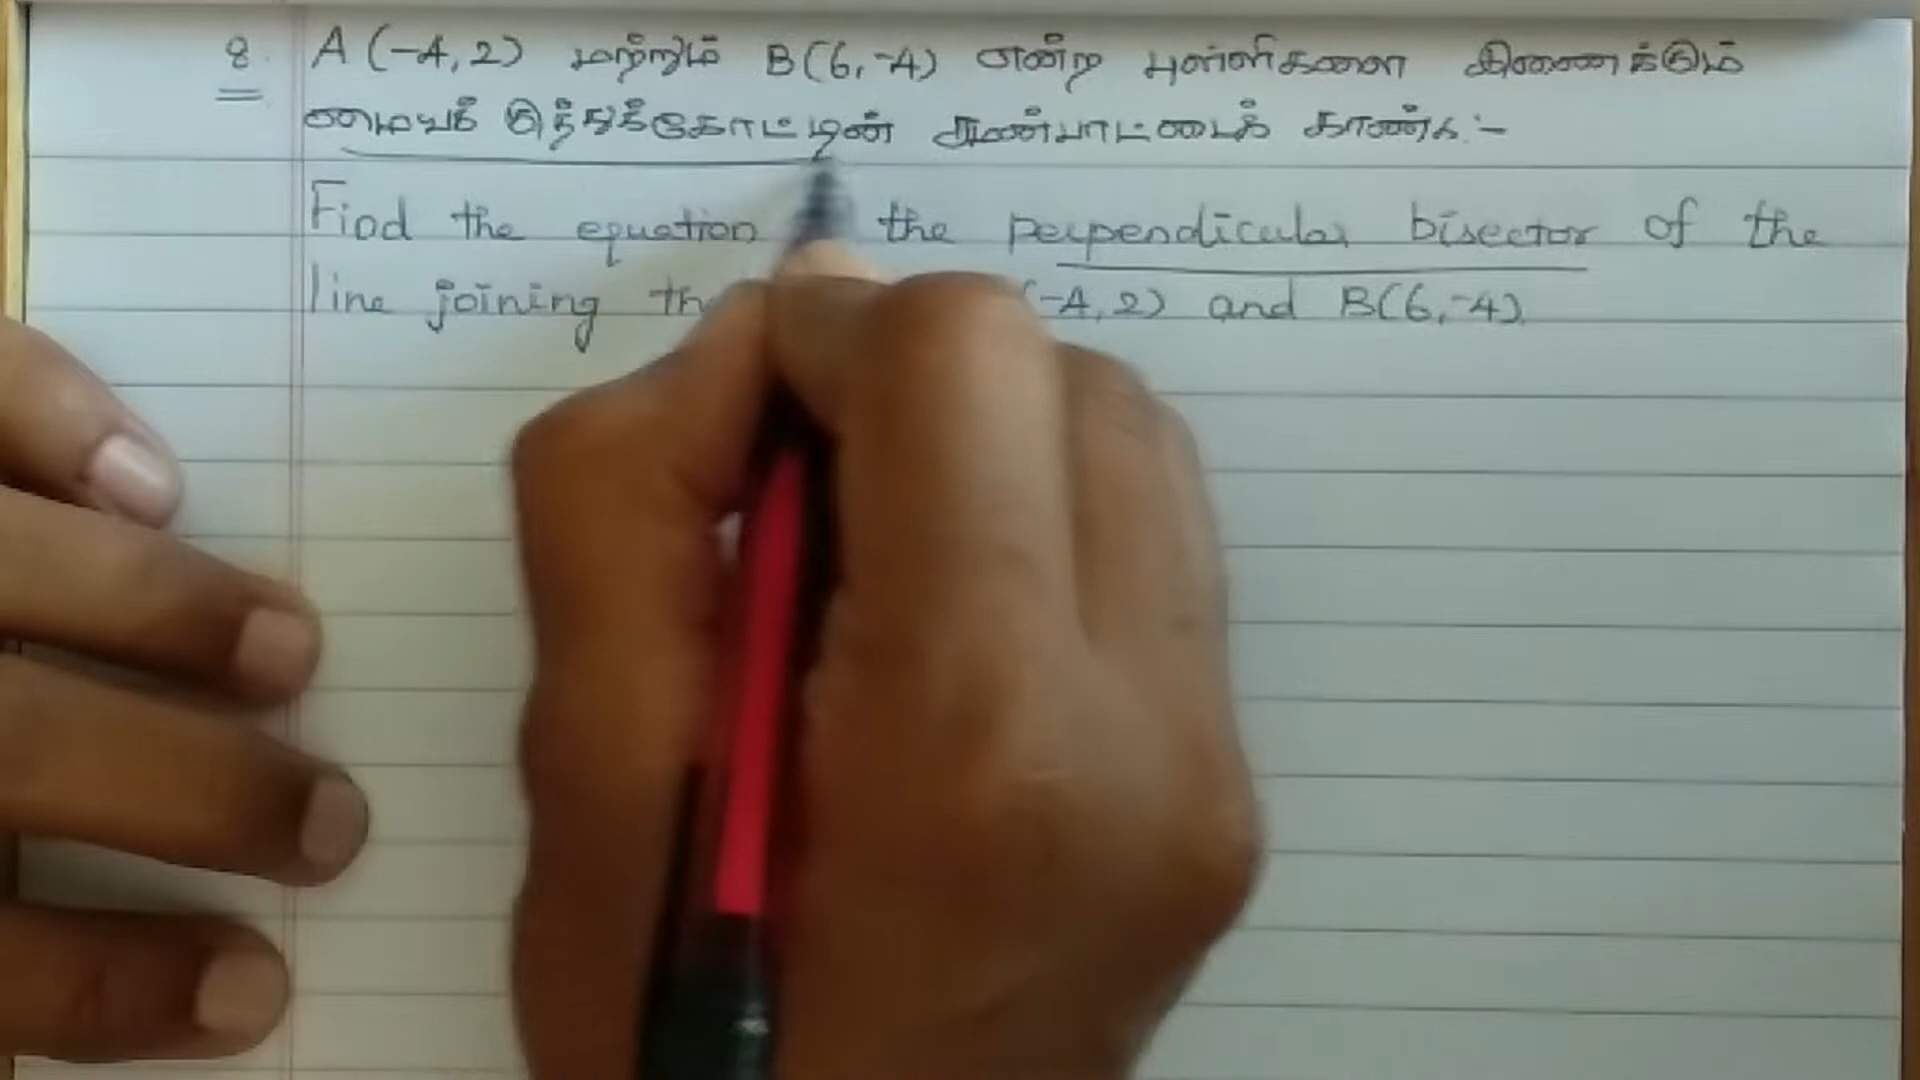 8. A(-4,2) மற்றும் B(6,-4) என்ற புள்ளிகளை இணைக்கும்
மையக் குத்துக்கோட்டின் சமன்பாட்டைக் காண்க:-
Find the equation the perpendicular bisector of the
line joining (-4,2) and B(6,-4).